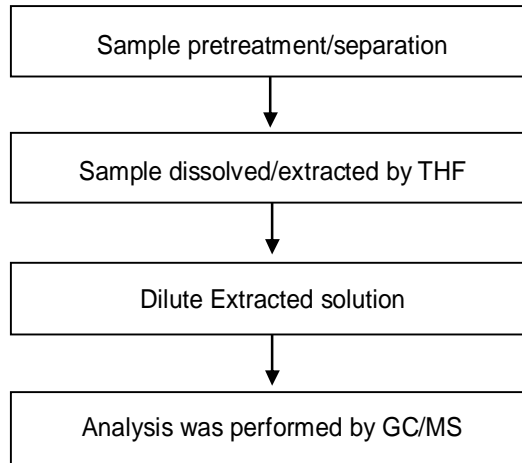 Sample pretreatment/separation
Sample dissolved/extracted by THF
Dilute Extracted solution
Analysis was performed by GC/MS